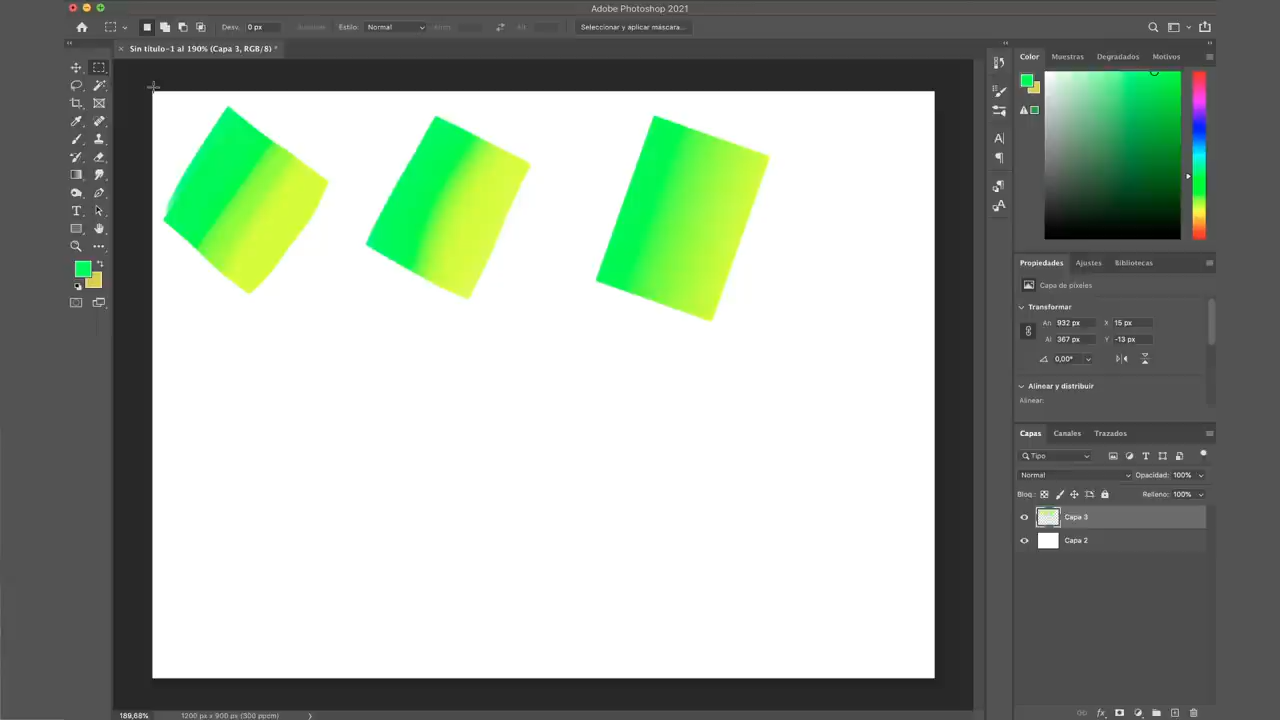 Adobe Photoshop 2021
Desv. 0 px
Estilo: Normal
Seleccionar y aplicar máscara...
Sin título-1 al 190% (Capa 3, RGB/8) *
Color Muestras Degradados Motivos
Propiedades Ajustes Bibliotecas
Capa de píxeles
Transformar
An 932 px X 15 px
Al 367 px Y -13 px
0,00°
Alinear y distribuir
Alinear:
Capas Canales Trazados
Tipo
Normal Opacidad: 100%
Bloq.: Relleno: 100%
Capa 3
Capa 2
189,68% 1200 px x 900 px (300 ppcm)